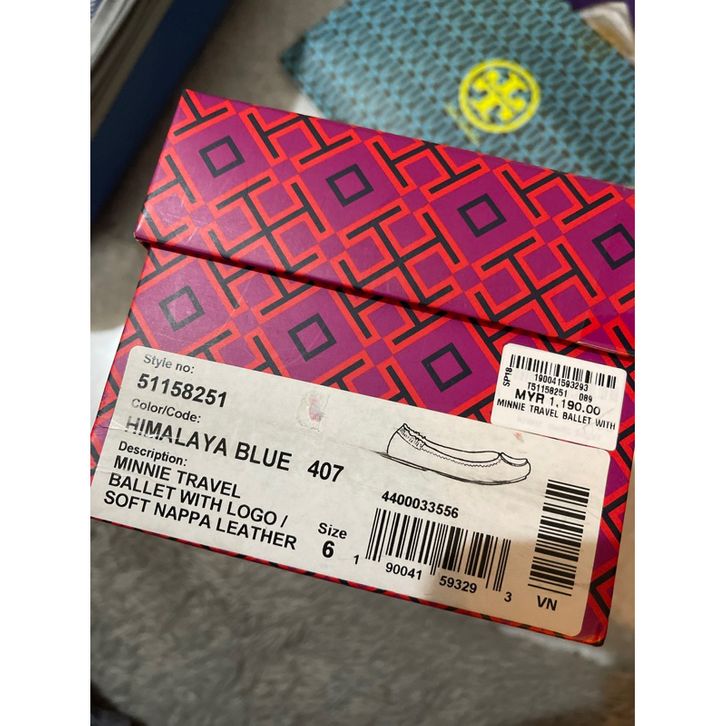 Style no:
51158251
Color/Code:
HIMALAYA BLUE 407
Description:
MINNIE TRAVEL
BALLET WITH LOGO /
SOFT NAPPA LEATHER
Size
6
4400033556
1 90041 59329 3
VN
SP18
190041593293
T51158251 089
MYR 1,190.00
MINNIE TRAVEL BALLET WITH